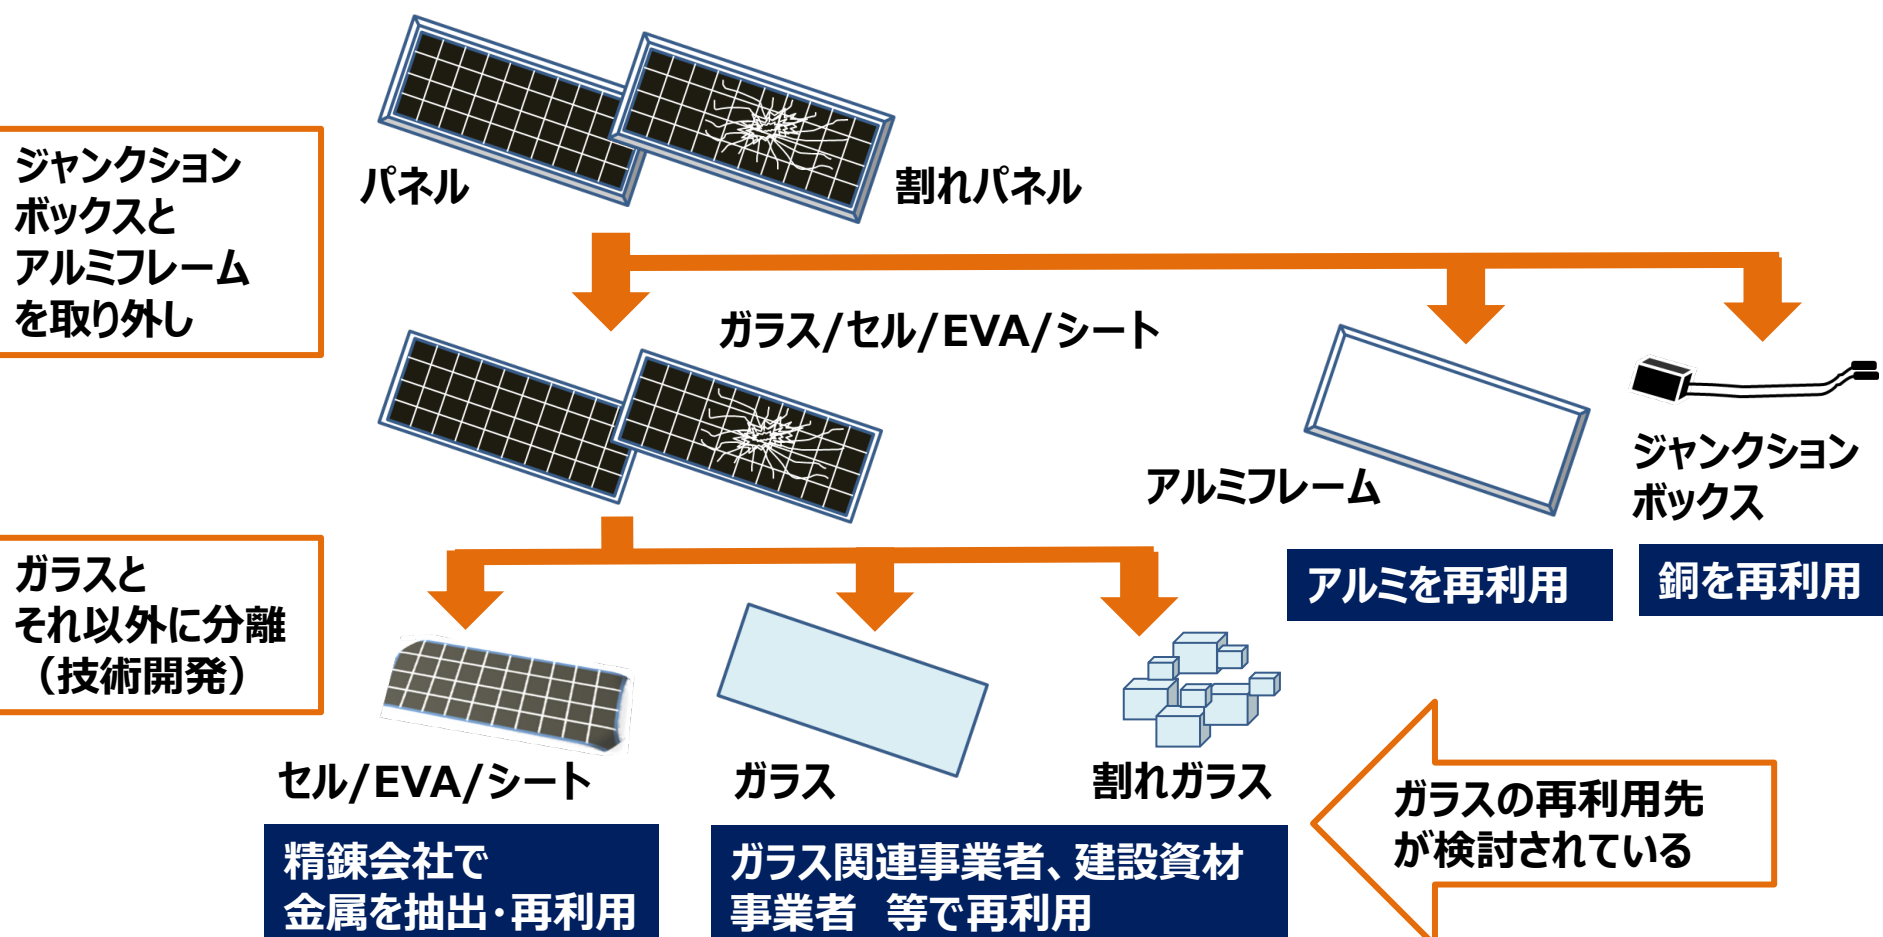 パネル
割れパネル
ジャンクション
ボックスと
アルミフレーム
を取り外し
ガラス/セル/EVA/シート
アルミフレーム
ジャンクション
ボックス
アルミを再利用
銅を再利用
ガラスと
それ以外に分離
（技術開発）
セル/EVA/シート
ガラス
割れガラス
精錬会社で
金属を抽出・再利用
ガラス関連事業者、建設資材
事業者　等で再利用
ガラスの再利用先
が検討されている